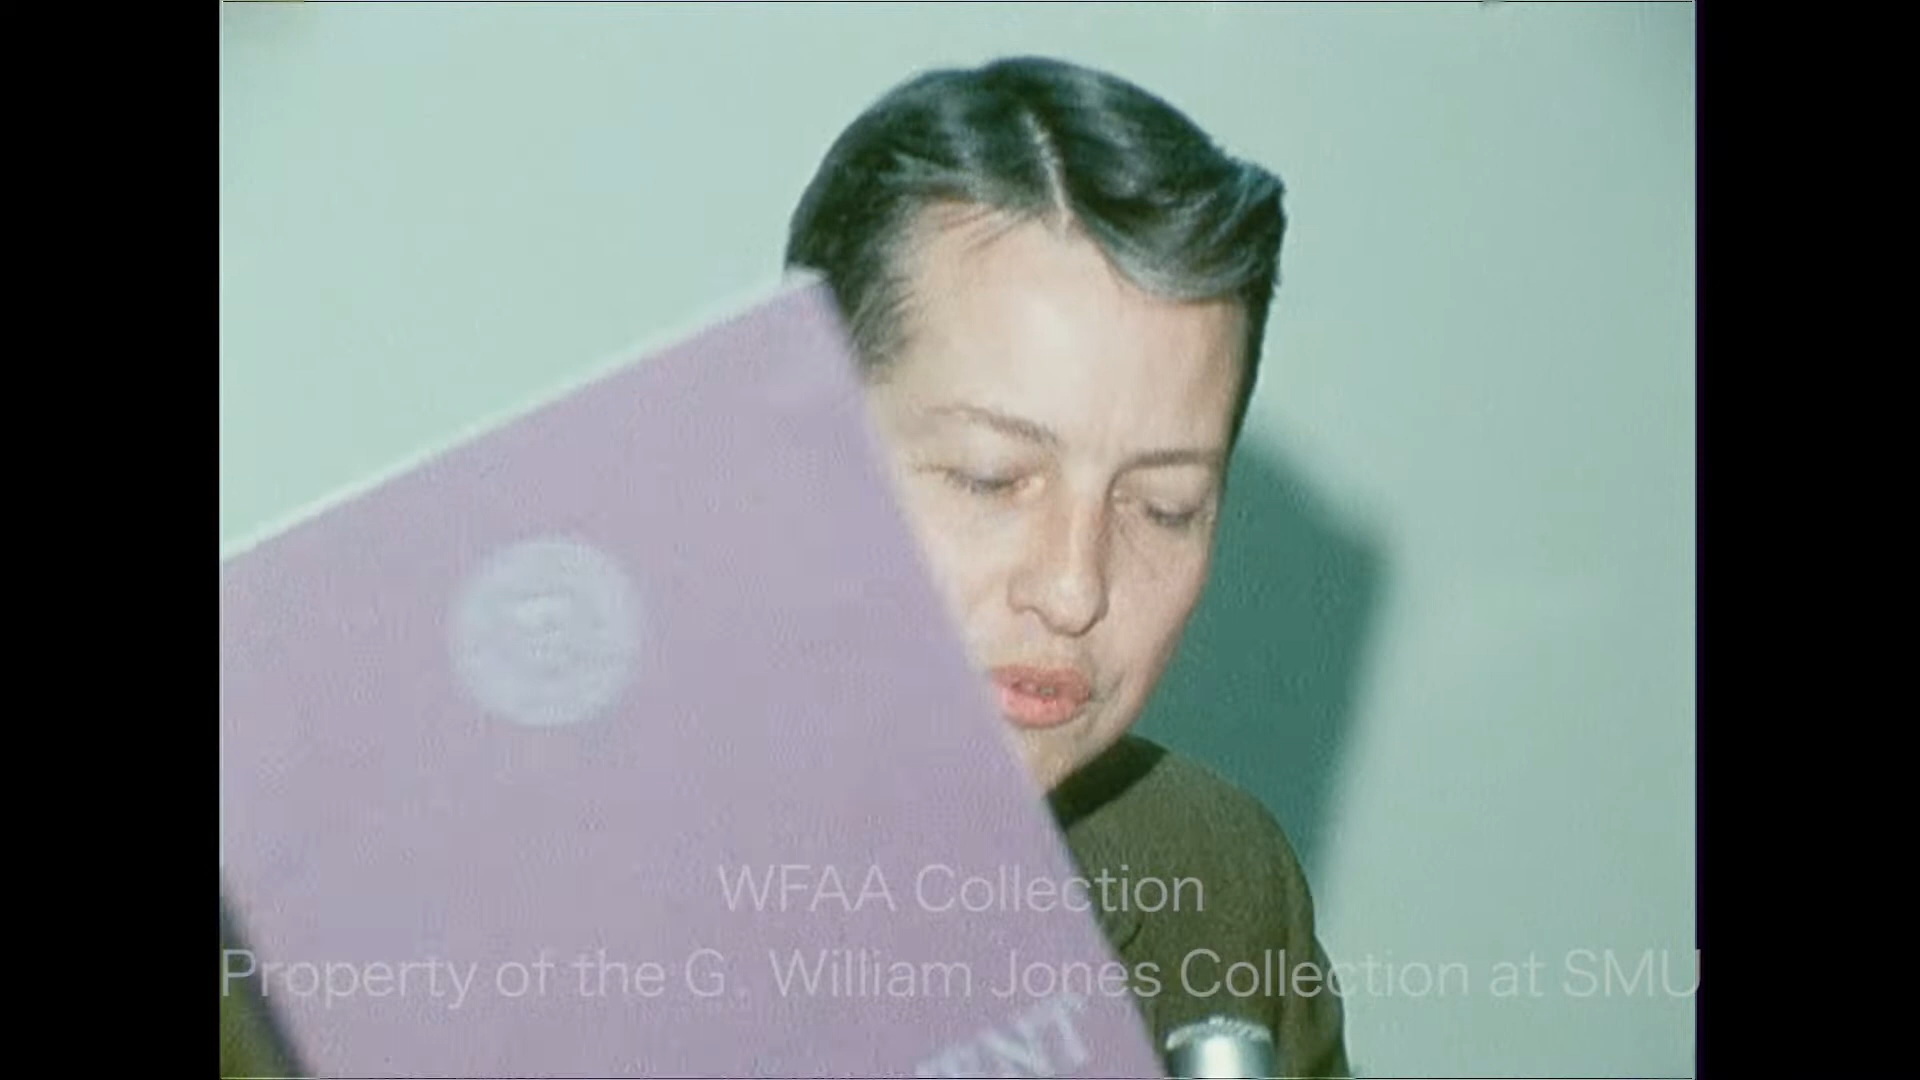 WFAA Collection
Property of the G. William Jones Collection at SMU